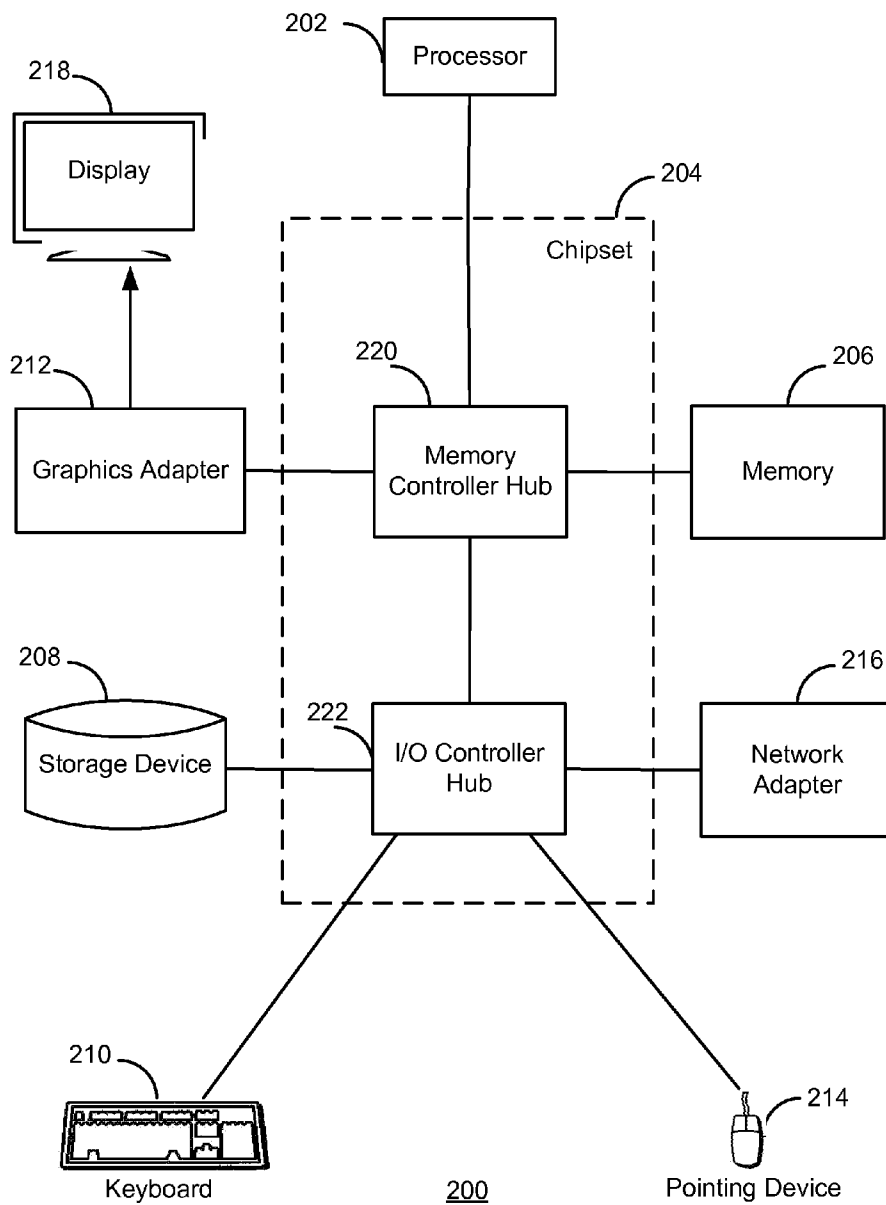 202
Processor
218
Display
204
Chipset
220
212
206
Graphics Adapter
Memory
Controller Hub
Memory
208
216
222
Storage Device
I/O Controller
Hub
Network
Adapter
210
214
Keyboard
200
Pointing Device